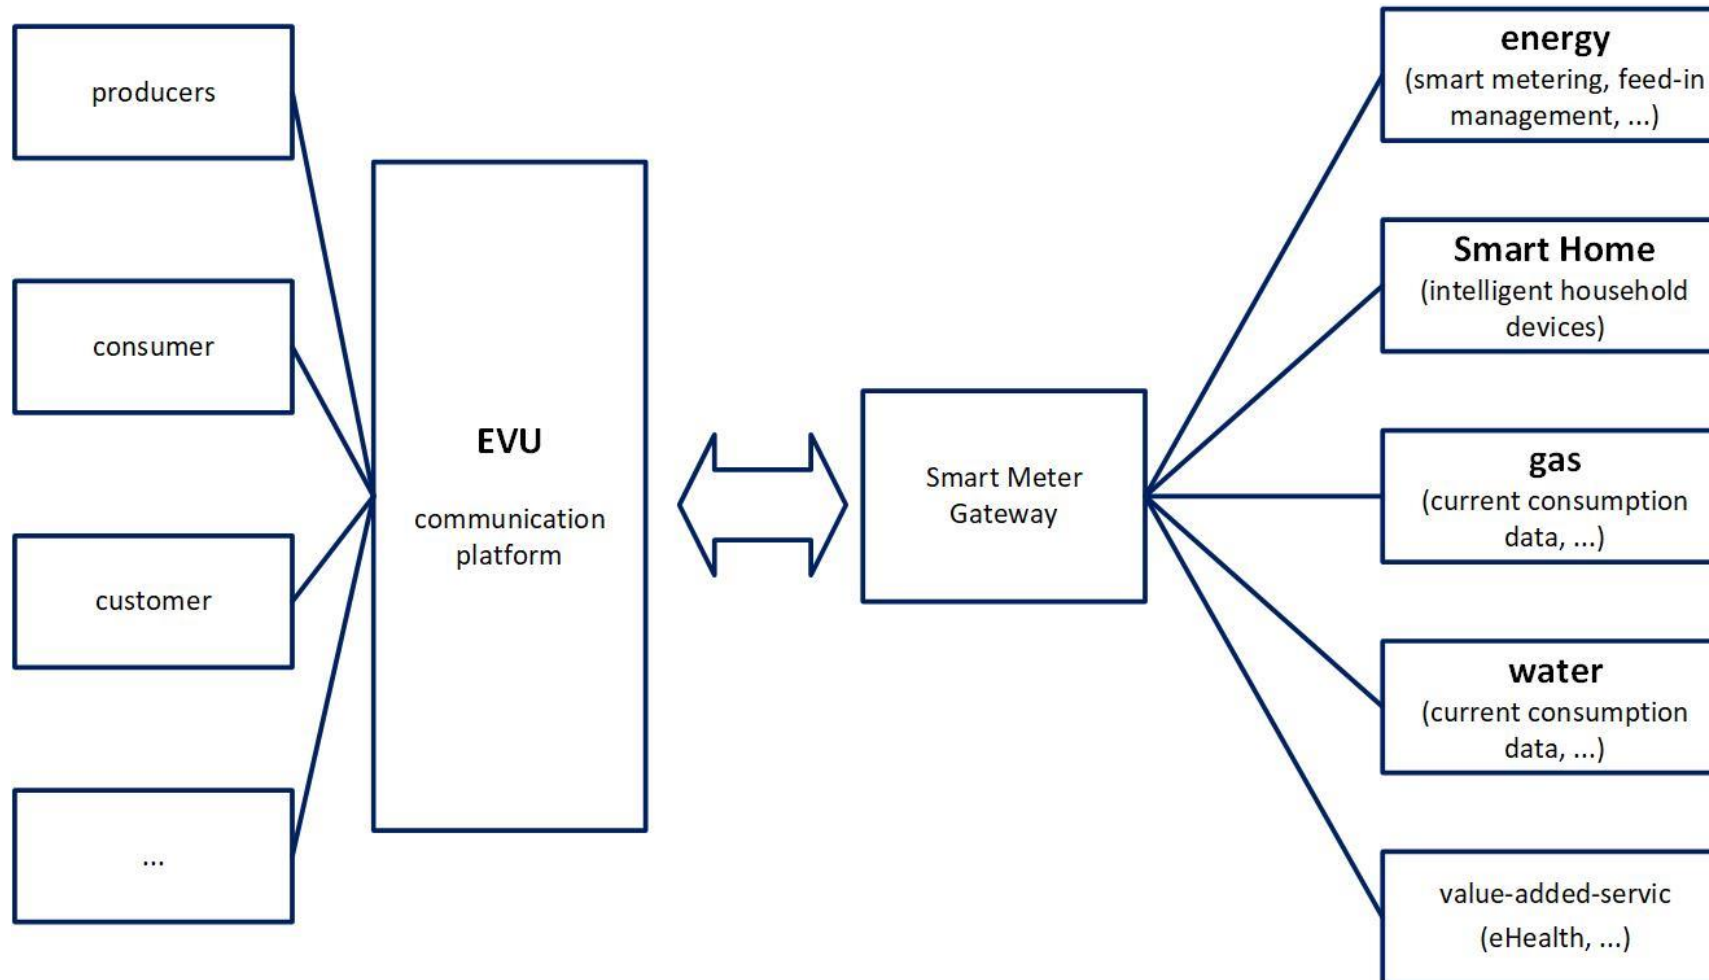 producers
consumer
customer
...
EVU
communication
platform
Smart Meter
Gateway
energy
(smart metering, feed-in
management, ...)
Smart Home
(intelligent household
devices)
gas
(current consumption
data, ...)
water
(current consumption
data, ...)
value-added-servic
(eHealth, ...)